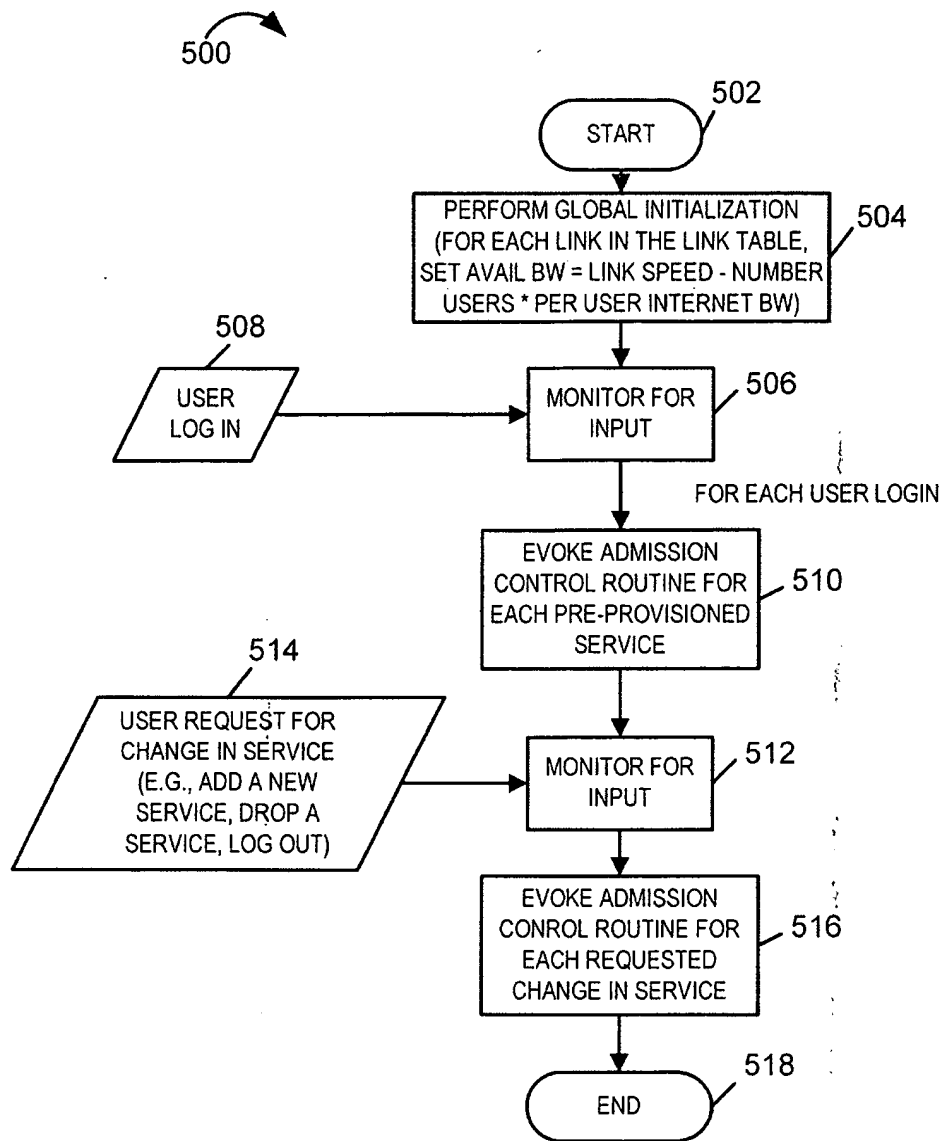 500
502
START
PERFORM GLOBAL INITIALIZATION
(FOR EACH LINK IN THE LINK TABLE,
SET AVAIL BW = LINK SPEED - NUMBER
USERS * PER USER INTERNET BW)
504
508
USER
LOG IN
MONITOR FOR
INPUT
506
FOR EACH USER LOGIN
EVOKE ADMISSION
CONTROL ROUTINE FOR
EACH PRE-PROVISIONED
SERVICE
510
514
USER REQUEST FOR
CHANGE IN SERVICE
(E.G., ADD A NEW
SERVICE, DROP A
SERVICE, LOG OUT)
MONITOR FOR
INPUT
512
EVOKE ADMISSION
CONROL ROUTINE FOR
EACH REQUESTED
CHANGE IN SERVICE
516
END
518